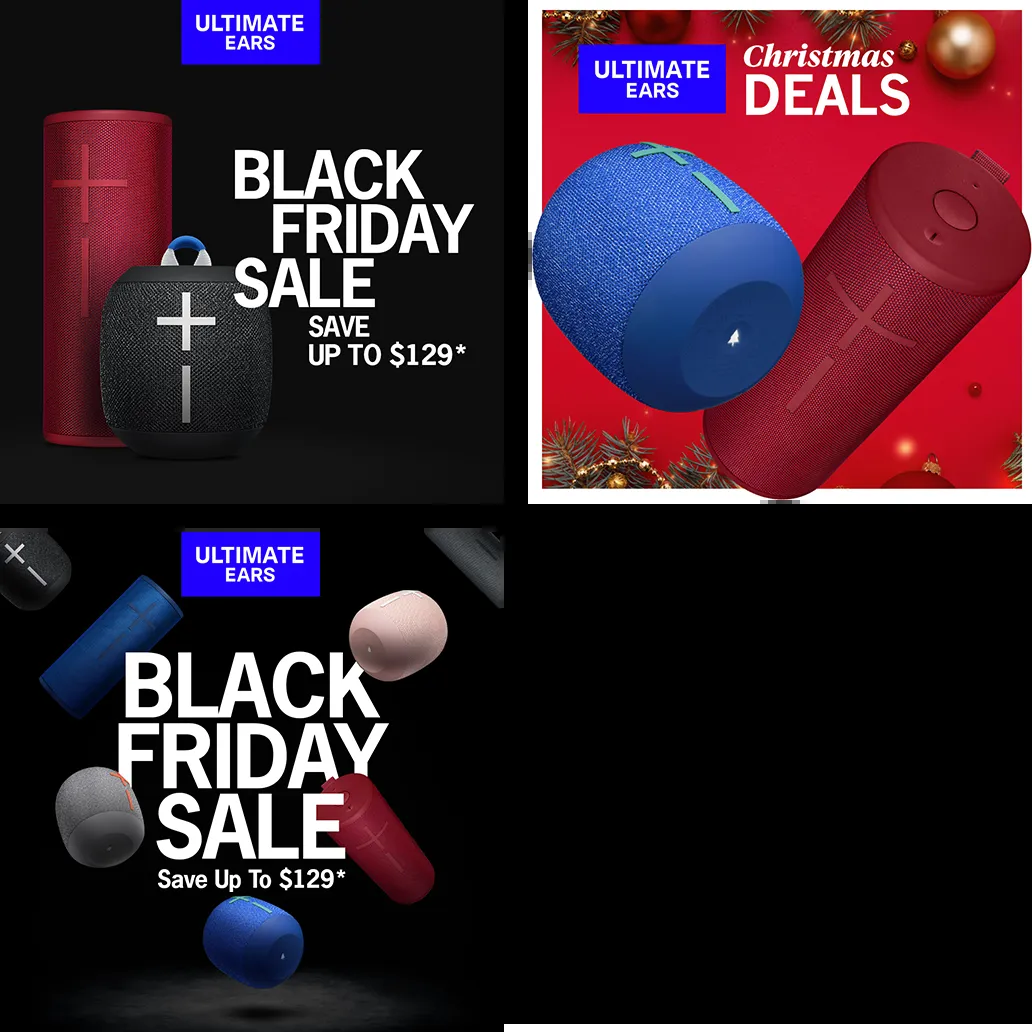 ULTIMATE
EARS
BLACK
FRIDAY
SALE
SAVE
UP TO $129*
ULTIMATE
EARS
Christmas
DEALS
ULTIMATE
EARS
BLACK
FRIDAY
SALE
Save Up To $129*